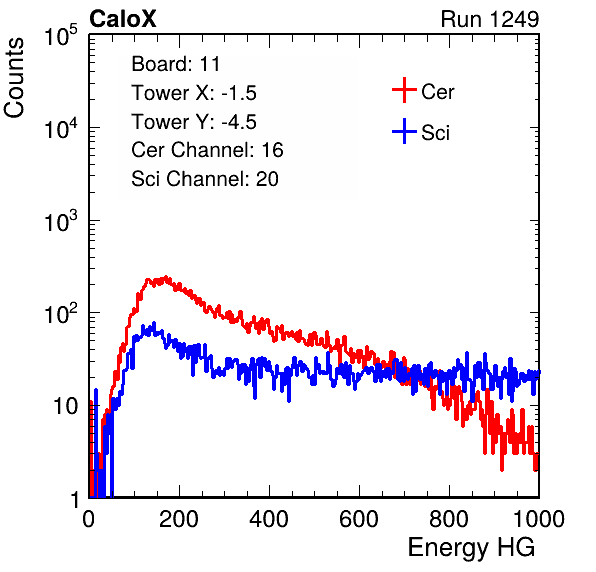 CaloX Run 1249
Counts
Board: 11
Tower X: -1.5
Tower Y: -4.5
Cer Channel: 16
Sci Channel: 20
Cer
Sci
10^5
10^4
10^3
10^2
10
1
0 200 400 600 800 1000
Energy HG